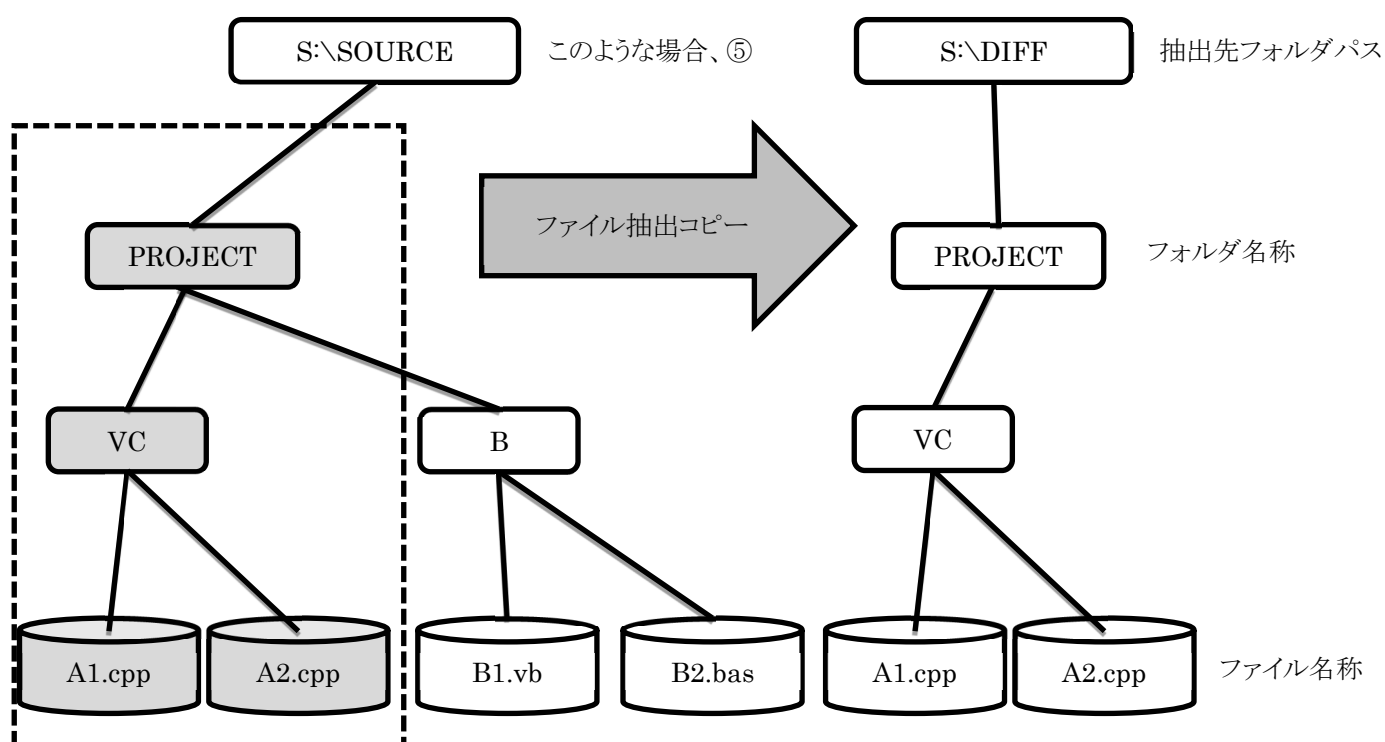 S:\SOURCE
このような場合、⑤
S:\DIFF
抽出先フォルダパス
ファイル抽出コピー
PROJECT
PROJECT
フォルダ名称
VC
B
VC
A1.cpp
A2.cpp
B1.vb
B2.bas
A1.cpp
A2.cpp
ファイル名称